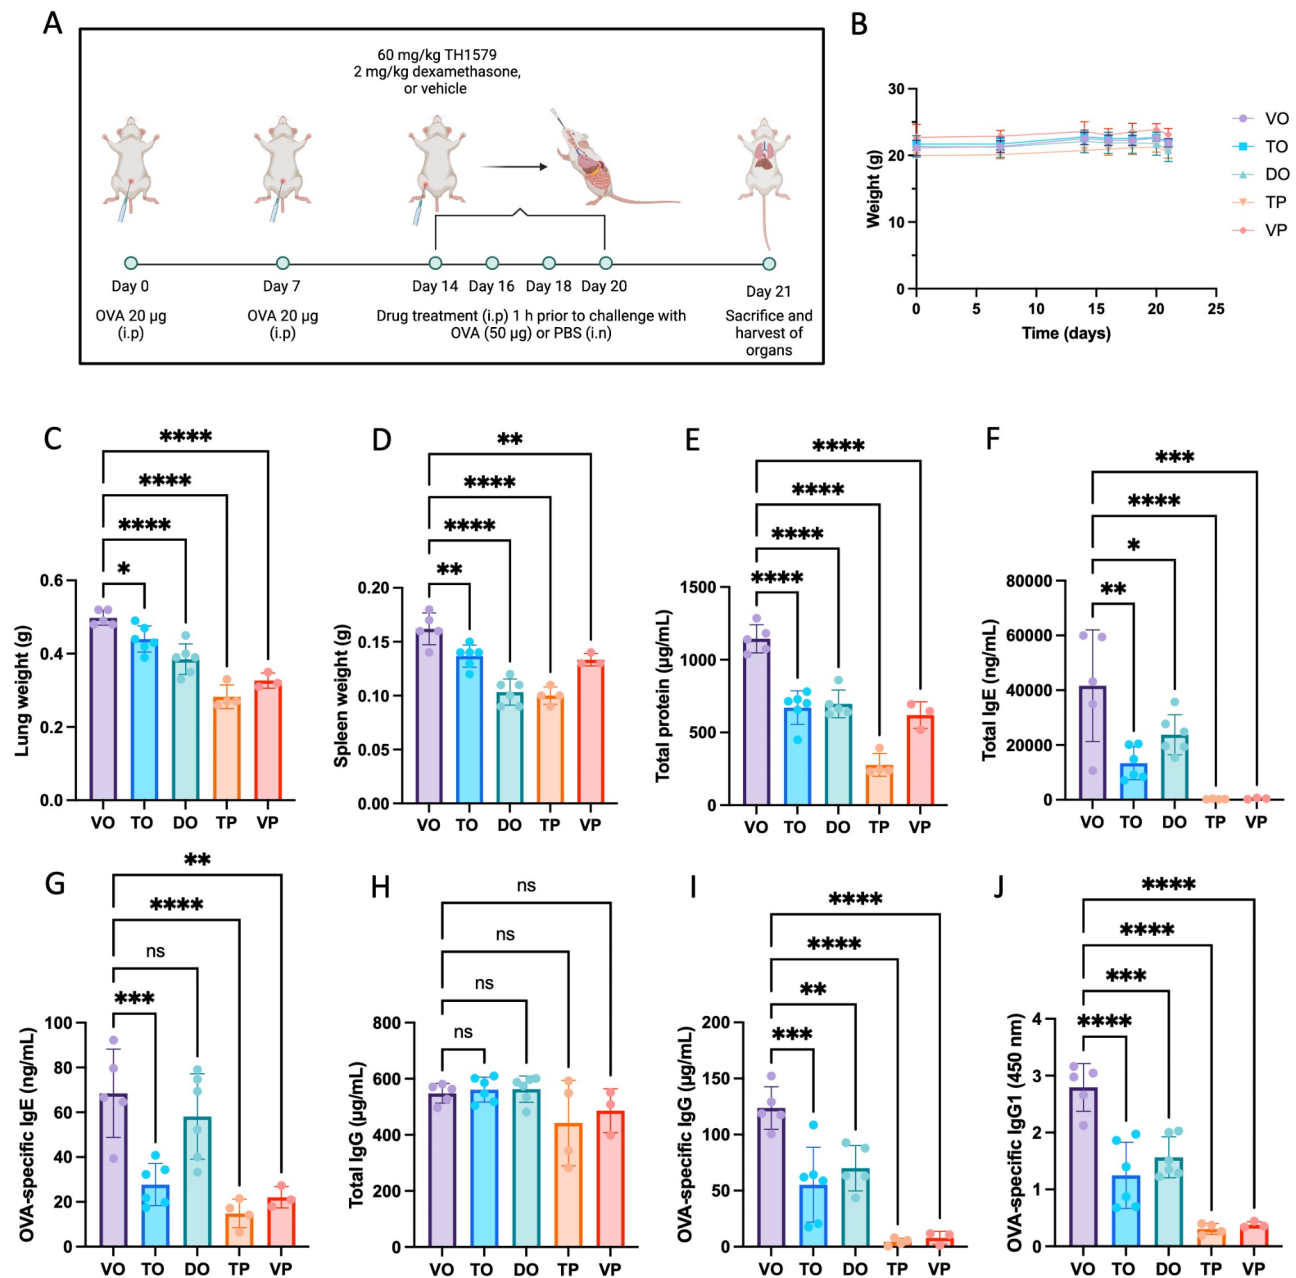 A
60 mg/kg TH1579
2 mg/kg dexamethasone,
or vehicle
Day 0
Day 7
Day 14
Day 16
Day 18
Day 20
Day 21
OVA 20 µg
(i.p)
OVA 20 µg
(i.p)
Drug treatment (i.p) 1 h prior to challenge with
OVA (50 µg) or PBS (i.n)
Sacrifice and
harvest of
organs
B
Weight (g)
30
20
10
0
0
5
10
15
20
25
Time (days)
VO
TO
DO
TP
VP
C
****
****
****
*
Lung weight (g)
0.6
0.4
0.2
0.0
VO TO DO TP VP
D
**
****
****
**
Spleen weight (g)
0.20
0.15
0.10
0.05
0.00
VO TO DO TP VP
E
****
****
****
****
Total protein (µg/mL)
1500
1000
500
0
VO TO DO TP VP
F
***
****
*
**
Total IgE (ng/mL)
80000
60000
40000
20000
0
VO TO DO TP VP
G
**
****
ns
***
OVA-specific IgE (ng/mL)
100
80
60
40
20
0
VO TO DO TP VP
H
ns
ns
ns
ns
Total IgG (µg/mL)
800
600
400
200
0
VO TO DO TP VP
I
****
****
**
***
OVA-specific IgG (µg/mL)
200
150
100
50
0
VO TO DO TP VP
J
****
****
***
****
OVA-specific IgG1 (450 nm)
4
3
2
1
0
VO TO DO TP VP